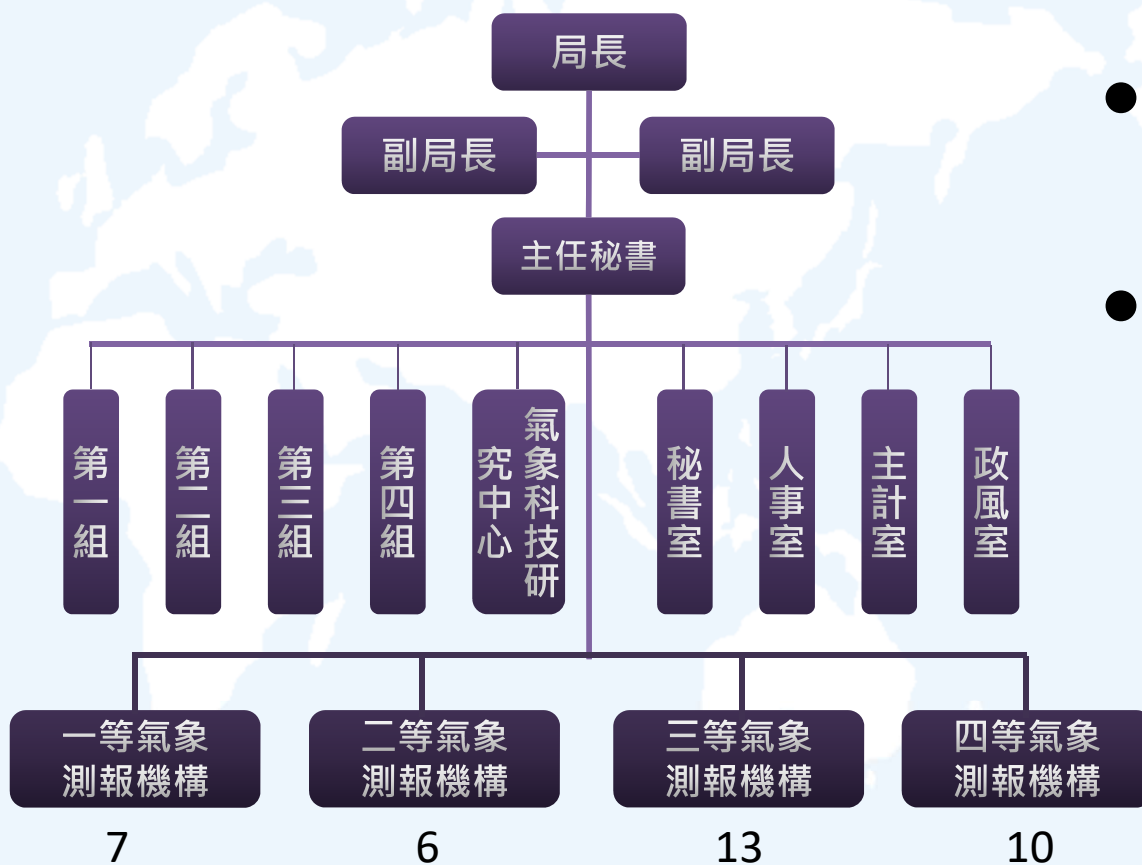 局長
副局長
副局長
主任秘書
第一組
第二組
第三組
第四組
氣象科技研
究中心
秘書室
人事室
主計室
政風室
一等氣象
測報機構
二等氣象
測報機構
三等氣象
測報機構
四等氣象
測報機構
7
6
13
10